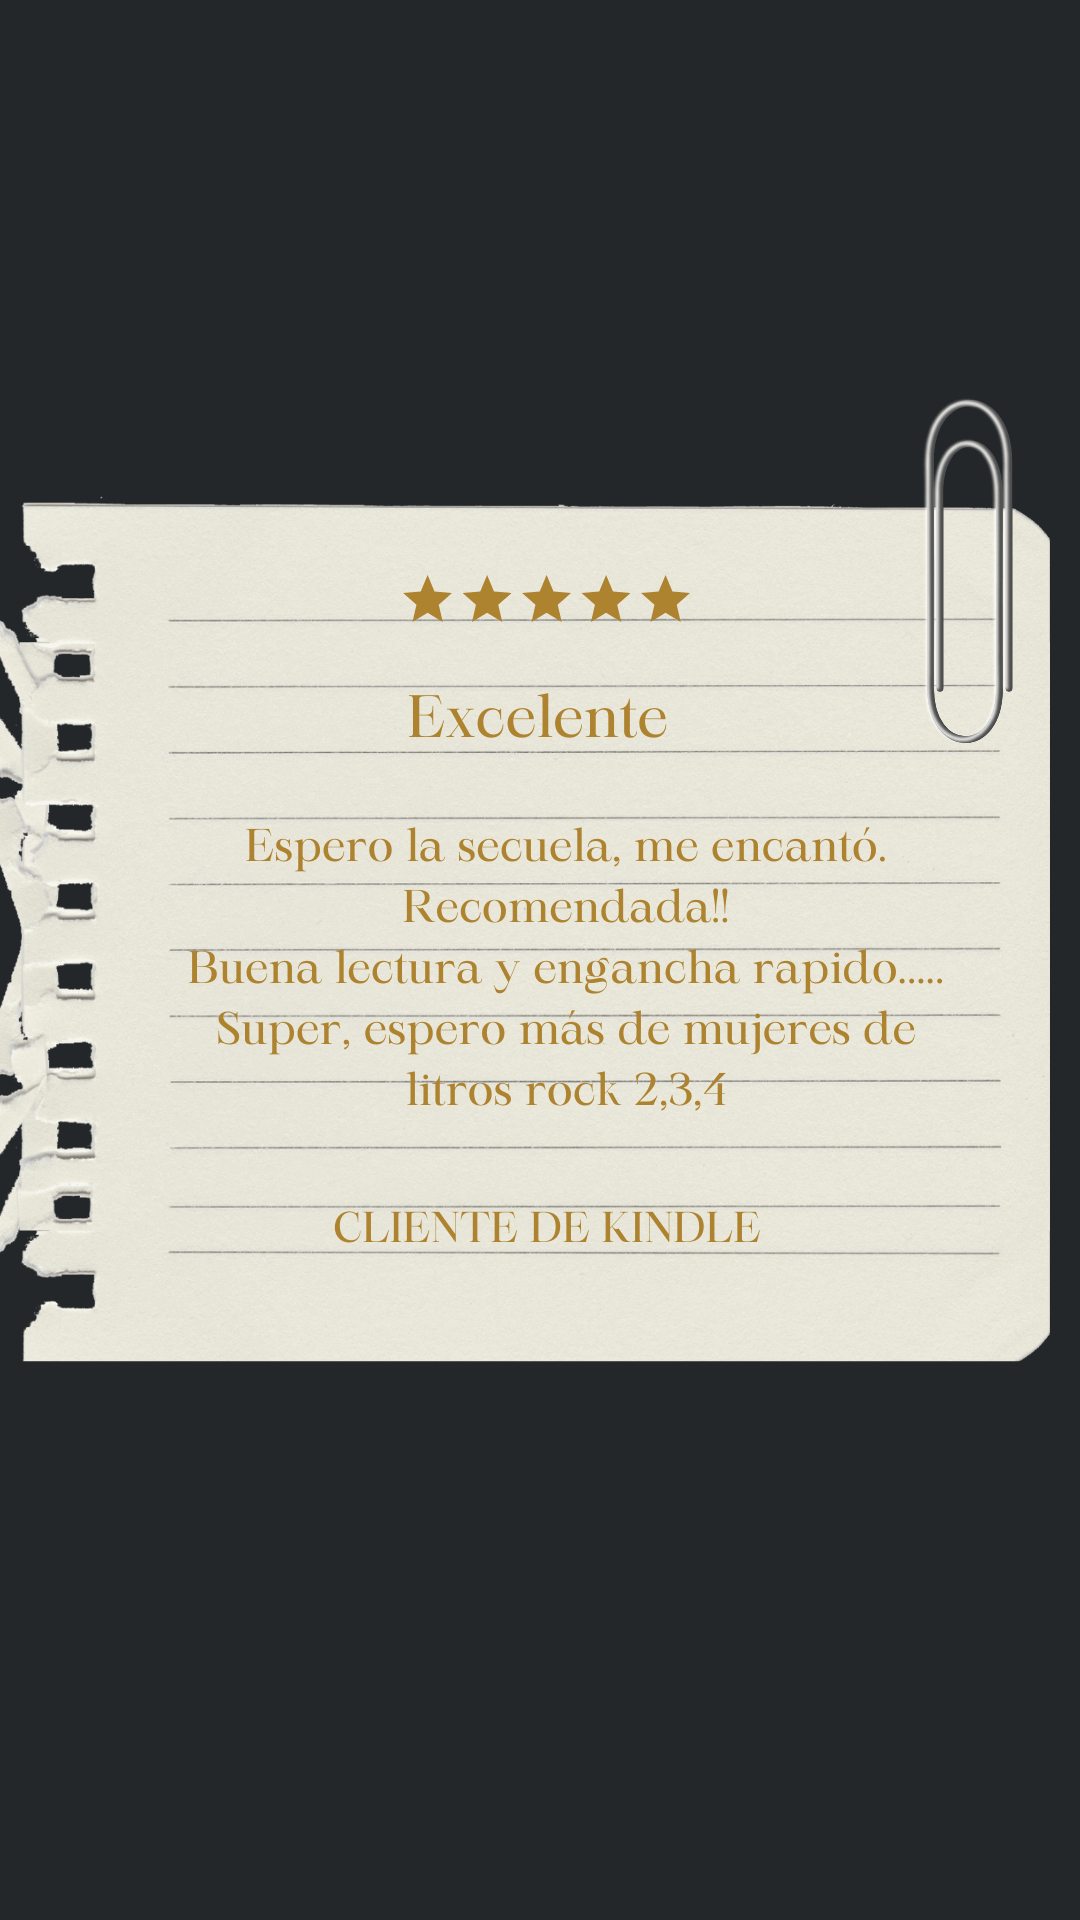 Excelente
Espero la secuela, me encantó.
Recomendada!!
Buena lectura y engancha rapido.....
Super, espero más de mujeres de
litros rock 2,3,4
CLIENTE DE KINDLE